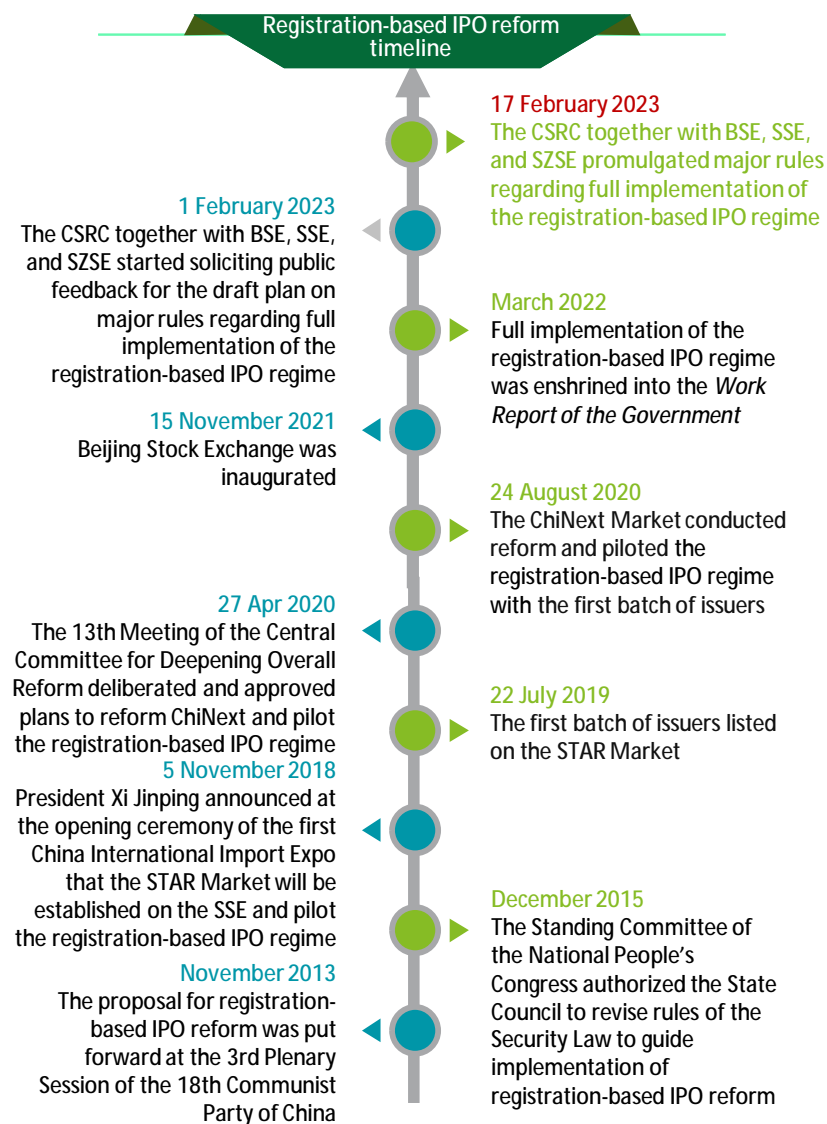 Registration-based IPO reform
timeline
17 February 2023
The CSRC together with BSE, SSE,
and SZSE promulgated major rules
regarding full implementation of
the registration-based IPO regime
1 February 2023
The CSRC together with BSE, SSE,
and SZSE started soliciting public
feedback for the draft plan on
major rules regarding full
implementation of the
registration-based IPO regime
March 2022
Full implementation of the
registration-based IPO regime
was enshrined into the Work
Report of the Government
15 November 2021
Beijing Stock Exchange was
inaugurated
24 August 2020
The ChiNext Market conducted
reform and piloted the
registration-based IPO regime
with the first batch of issuers
27 Apr 2020
The 13th Meeting of the Central
Committee for Deepening Overall
Reform deliberated and approved
plans to reform ChiNext and pilot
the registration-based IPO regime
22 July 2019
The first batch of issuers listed
on the STAR Market
5 November 2018
President Xi Jinping announced at
the opening ceremony of the first
China International Import Expo
that the STAR Market will be
established on the SSE and pilot
the registration-based IPO regime
December 2015
The Standing Committee of
the National People's
Congress authorized the State
Council to revise rules of the
Security Law to guide
implementation of
registration-based IPO reform
November 2013
The proposal for registration-
based IPO reform was put
forward at the 3rd Plenary
Session of the 18th Communist
Party of China